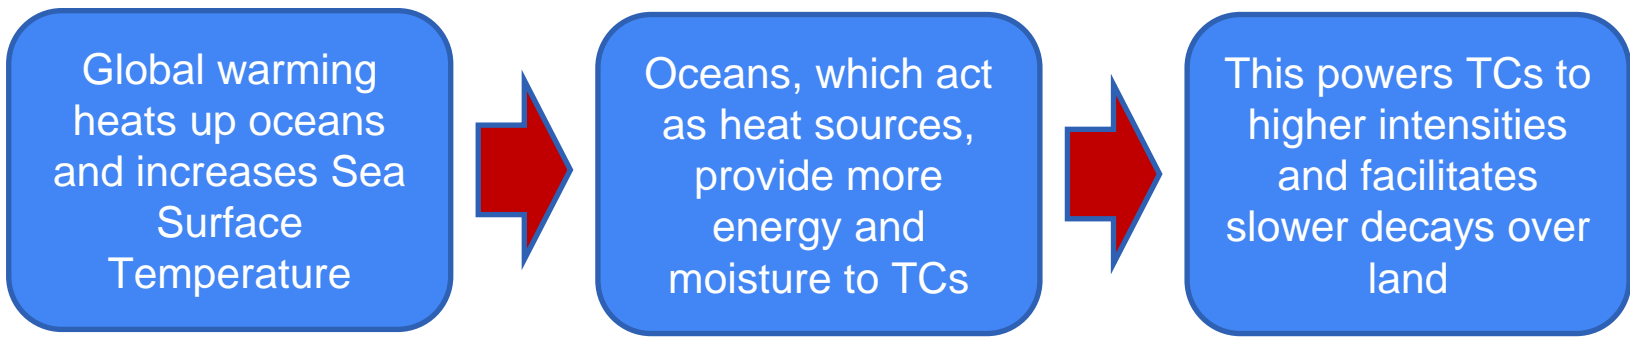 Global warming
heats up oceans
and increases Sea
Surface
Temperature
Oceans, which act
as heat sources,
provide more
energy and
moisture to TCs
This powers TCs to
higher intensities
and facilitates
slower decays over
land